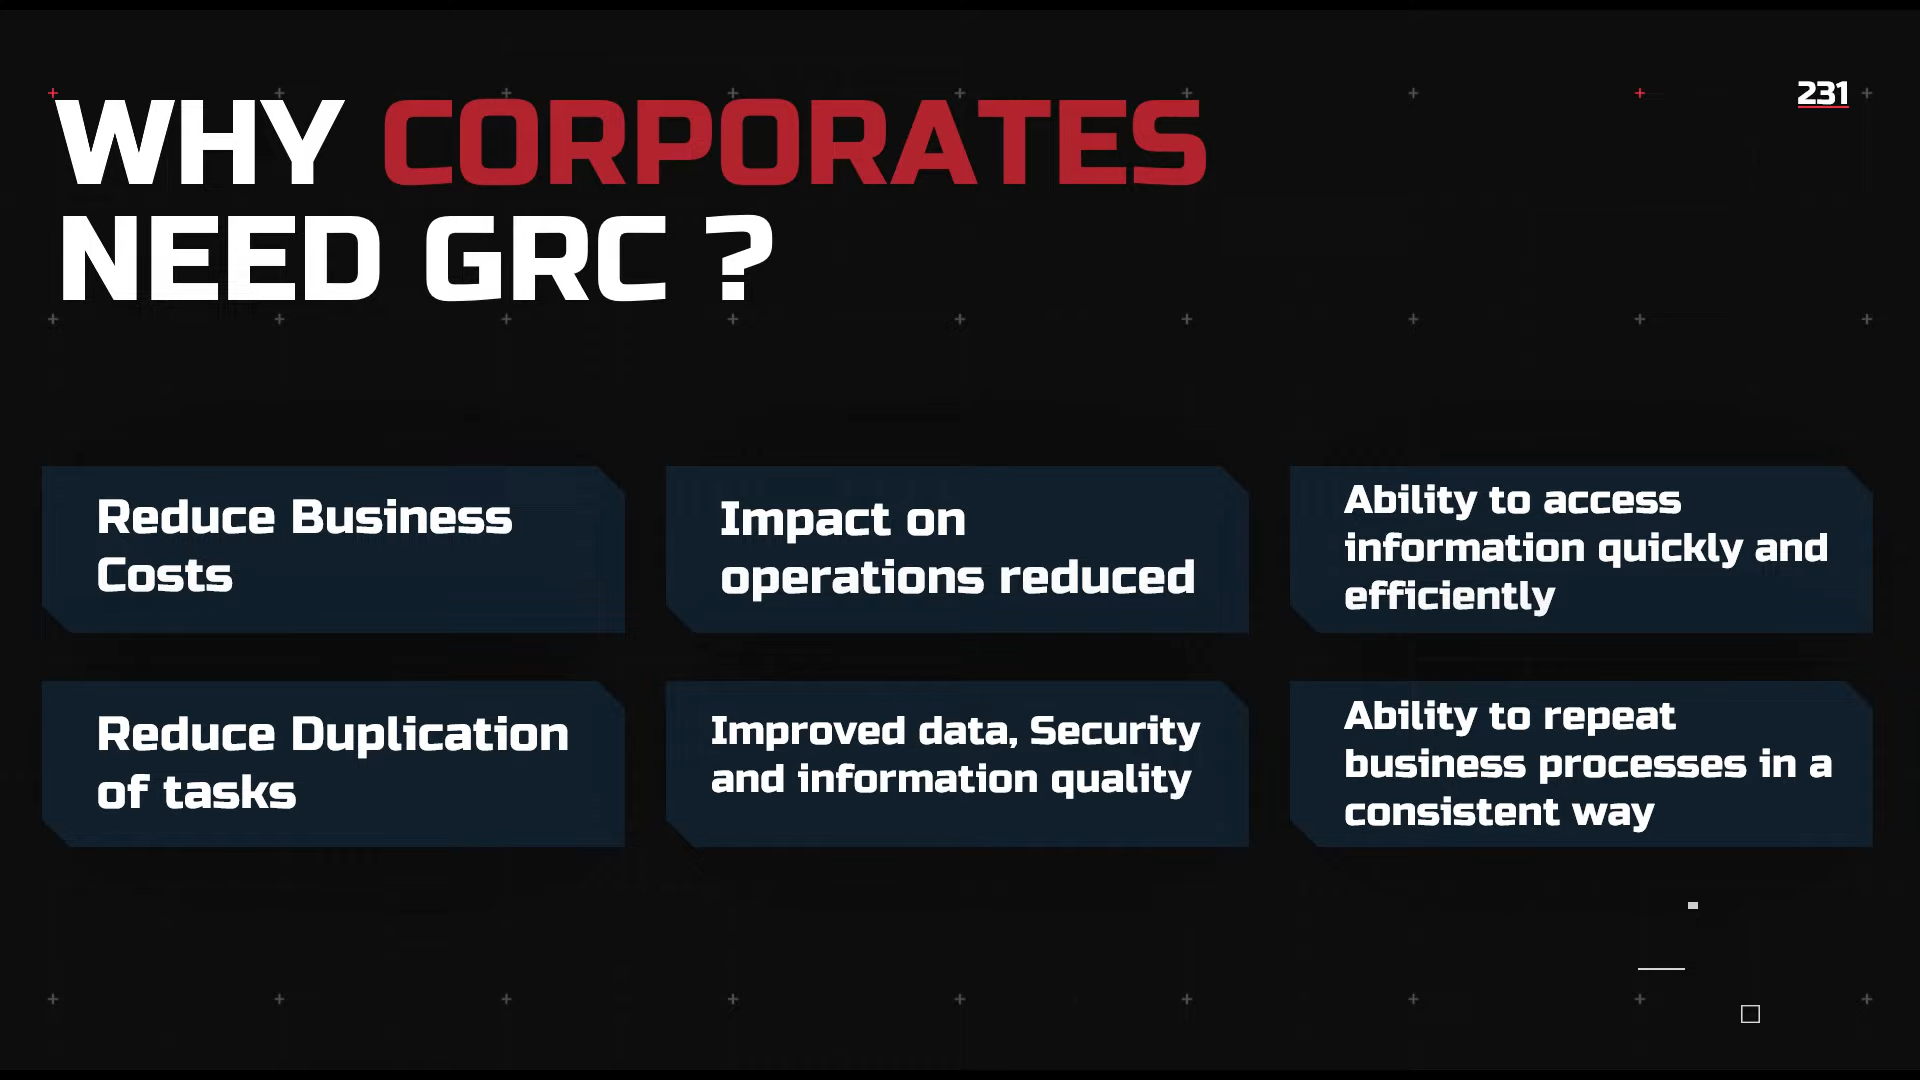 231
WHY CORPORATES
NEED GRC ?
Reduce Business
Costs
Impact on
operations reduced
Ability to access
information quickly and
efficiently
Reduce Duplication
of tasks
Improved data, Security
and information quality
Ability to repeat
business processes in a
consistent way